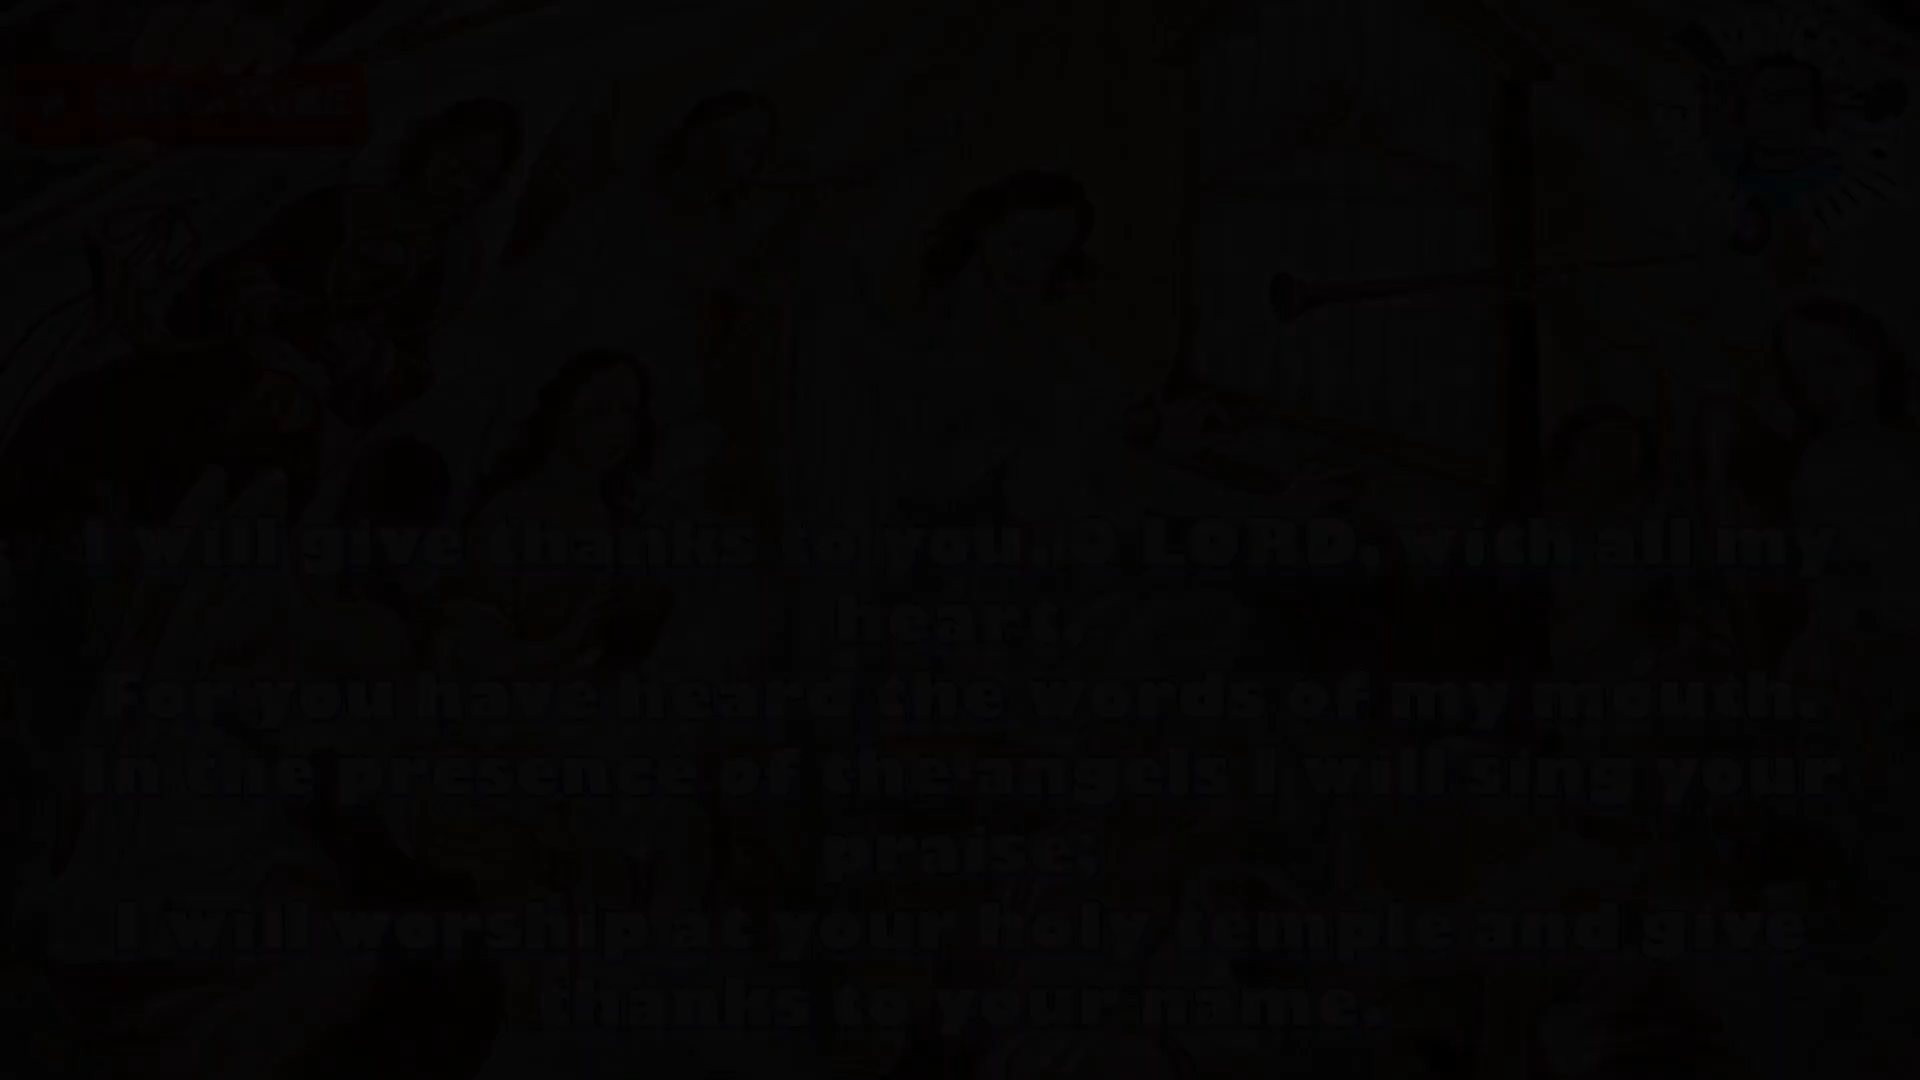 SUBSCRIBE
I will give thanks to you, O LORD, with all my
heart,
For you have heard the words of my mouth.
In the presence of the angels I will sing your
praise;
I will worship at your holy temple and give
thanks to your name.